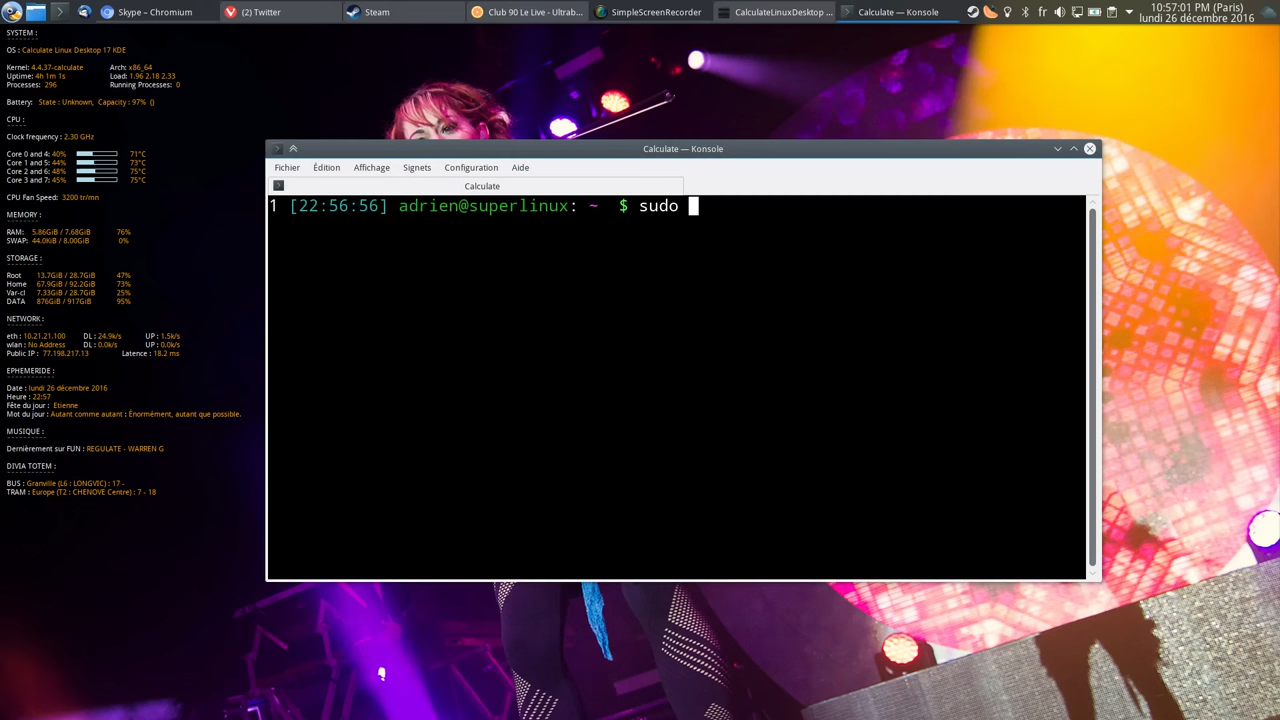 Skype – Chromium
(2) Twitter
Steam
Club 90 Le Live - Ultrab...
SimpleScreenRecorder
CalculateLinuxDesktop ...
Calculate — Konsole
fr
10:57:01 PM (Paris)
lundi 26 décembre 2016
SYSTEM :
OS : Calculate Linux Desktop 17 KDE
Kernel: 4.4.37-calculate Arch: x86_64
Uptime: 4h 1m 1s Load: 1.96 2.18 2.33
Processes: 296 Running Processes: 0
Battery: State : Unknown, Capacity : 97% ()
CPU :
Clock frequency : 2.30 GHz
Core 0 and 4: 40% 71°C
Core 1 and 5: 44% 73°C
Core 2 and 6: 48% 75°C
Core 3 and 7: 45% 75°C
CPU Fan Speed: 3200 tr/mn
MEMORY :
RAM: 5.86GiB / 7.68GiB 76%
SWAP: 44.0KiB / 8.00GiB 0%
STORAGE :
Root 13.7GiB / 28.7GiB 47%
Home 67.9GiB / 92.2GiB 73%
Var-cl 7.33GiB / 28.7GiB 25%
DATA 876GiB / 917GiB 95%
NETWORK :
eth : 10.21.21.100 DL : 24.9k/s UP : 1.5k/s
wlan : No Address DL : 0.0k/s UP : 0.0k/s
Public IP : 77.198.217.13 Latence : 18.2 ms
EPHEMERIDE :
Date : lundi 26 décembre 2016
Heure : 22:57
Fête du jour : Etienne
Mot du jour : Autant comme autant : Énormément, autant que possible.
MUSIQUE :
Dernièrement sur FUN : REGULATE - WARREN G
DIVIA TOTEM :
BUS : Granville (L6 : LONGVIC) : 17 -
TRAM : Europe (T2 : CHENOVE Centre) : 7 - 18
Calculate — Konsole
Fichier Édition Affichage Signets Configuration Aide
Calculate
1 [22:56:56] adrien@superlinux: ~ $ sudo